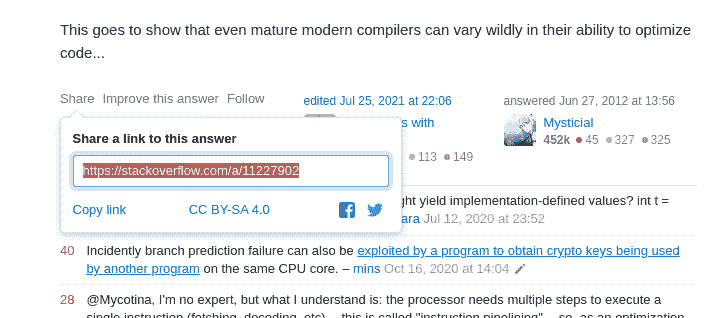 This goes to show that even mature modern compilers can vary wildly in their ability to optimize
code...
Share Improve this answer Follow
edited Jul 25, 2021 at 22:06
answered Jun 27, 2012 at 13:56
s with
Mysticial
113 149
452k 45 327 325
Share a link to this answer
https://stackoverflow.com/a/11227902
Copy link CC BY-SA 4.0
ght yield implementation-defined values? int t =
ara Jul 12, 2020 at 23:52
40 Incidently branch prediction failure can also be exploited by a program to obtain crypto keys being used
by another program on the same CPU core. – mins Oct 16, 2020 at 14:04
28 @Mycotina, I'm no expert, but what I understand is: the processor needs multiple steps to execute a
single instruction (fetching, decoding, etc) -- this is called "instruction pipelining" -- so, as an optimization